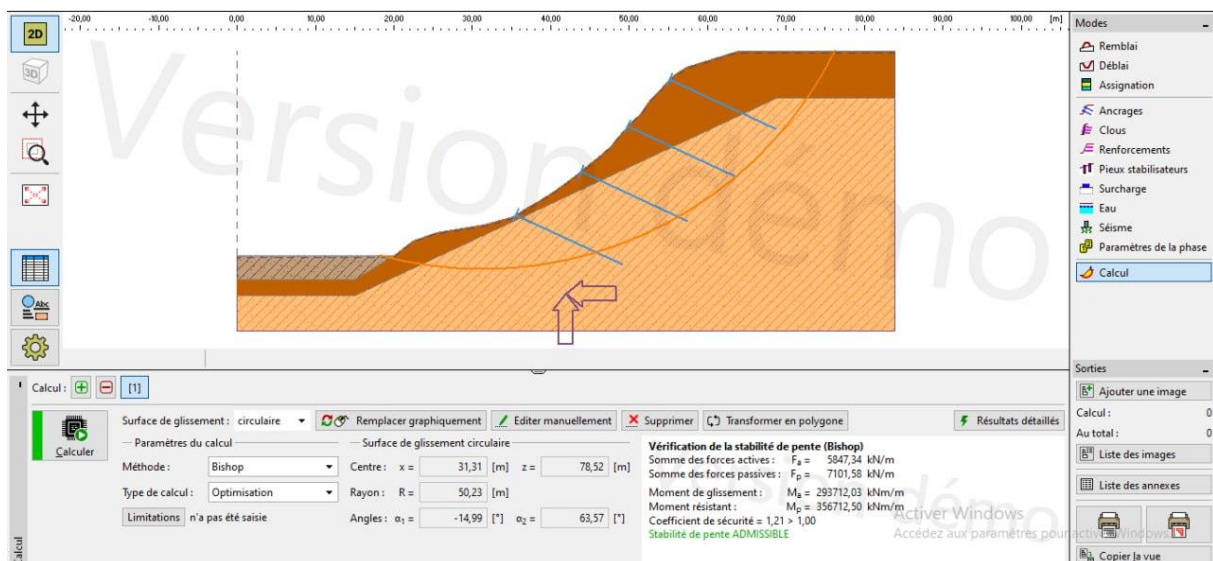 -20,00 -10,00 0,00 10,00 20,00 30,00 40,00 50,00 60,00 70,00 80,00 90,00 100,00 [m]
2D
3D
Abc
Version démo
Modes
Remblai
Déblai
Assignation
Ancrages
Clous
Renforcements
Pieux stabilisateurs
Surcharge
Eau
Séisme
Paramètres de la phase
Calcul
Calcul : [1]
Calculer
Surface de glissement : circulaire Remplacer graphiquement Editer manuellement Supprimer Transformer en polygone Résultats détaillés
Paramètres du calcul
Méthode : Bishop
Type de calcul : Optimisation
Limitations n'a pas été saisie
Surface de glissement circulaire
Centre : x = 31,31 [m] z = 78,52 [m]
Rayon : R = 50,23 [m]
Angles : α1 = -14,99 [°] α2 = 63,57 [°]
Vérification de la stabilité de pente (Bishop)
Somme des forces actives : Fa = 5847,34 kN/m
Somme des forces passives : Fp = 7101,58 kN/m
Moment de glissement : Ma = 293712,03 kNm/m
Moment résistant : Mp = 356712,50 kNm/m
Coefficient de sécurité = 1,21 > 1,00
Stabilité de pente ADMISSIBLE
Version démo
Activer Windows
Accédez aux paramètres pour activer Windows
Calcul
Sorties
Ajouter une image
Calcul : 0
Au total : 0
Liste des images
Liste des annexes
Copier la vue